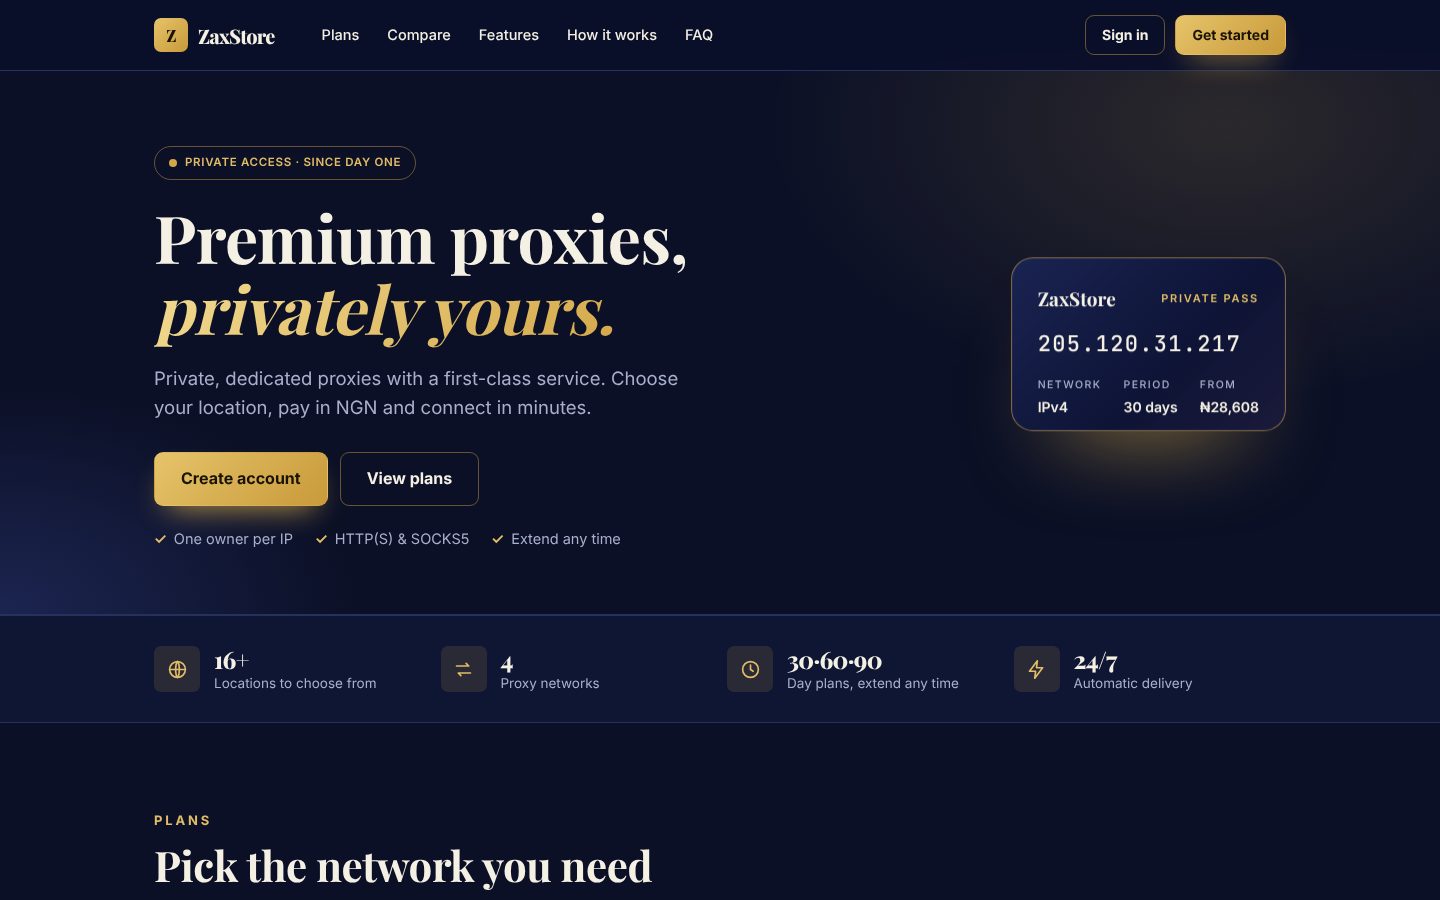 Z ZaxStore Plans Compare Features How it works FAQ Sign in Get started
PRIVATE ACCESS · SINCE DAY ONE
Premium proxies,
privately yours.
Private, dedicated proxies with a first-class service. Choose
your location, pay in NGN and connect in minutes.
Create account View plans
One owner per IP HTTP(S) & SOCKS5 Extend any time
ZaxStore PRIVATE PASS
205.120.31.217
NETWORK PERIOD FROM
IPv4 30 days ₦28,608
16+
Locations to choose from
4
Proxy networks
30·60·90
Day plans, extend any time
24/7
Automatic delivery
PLANS
Pick the network you need